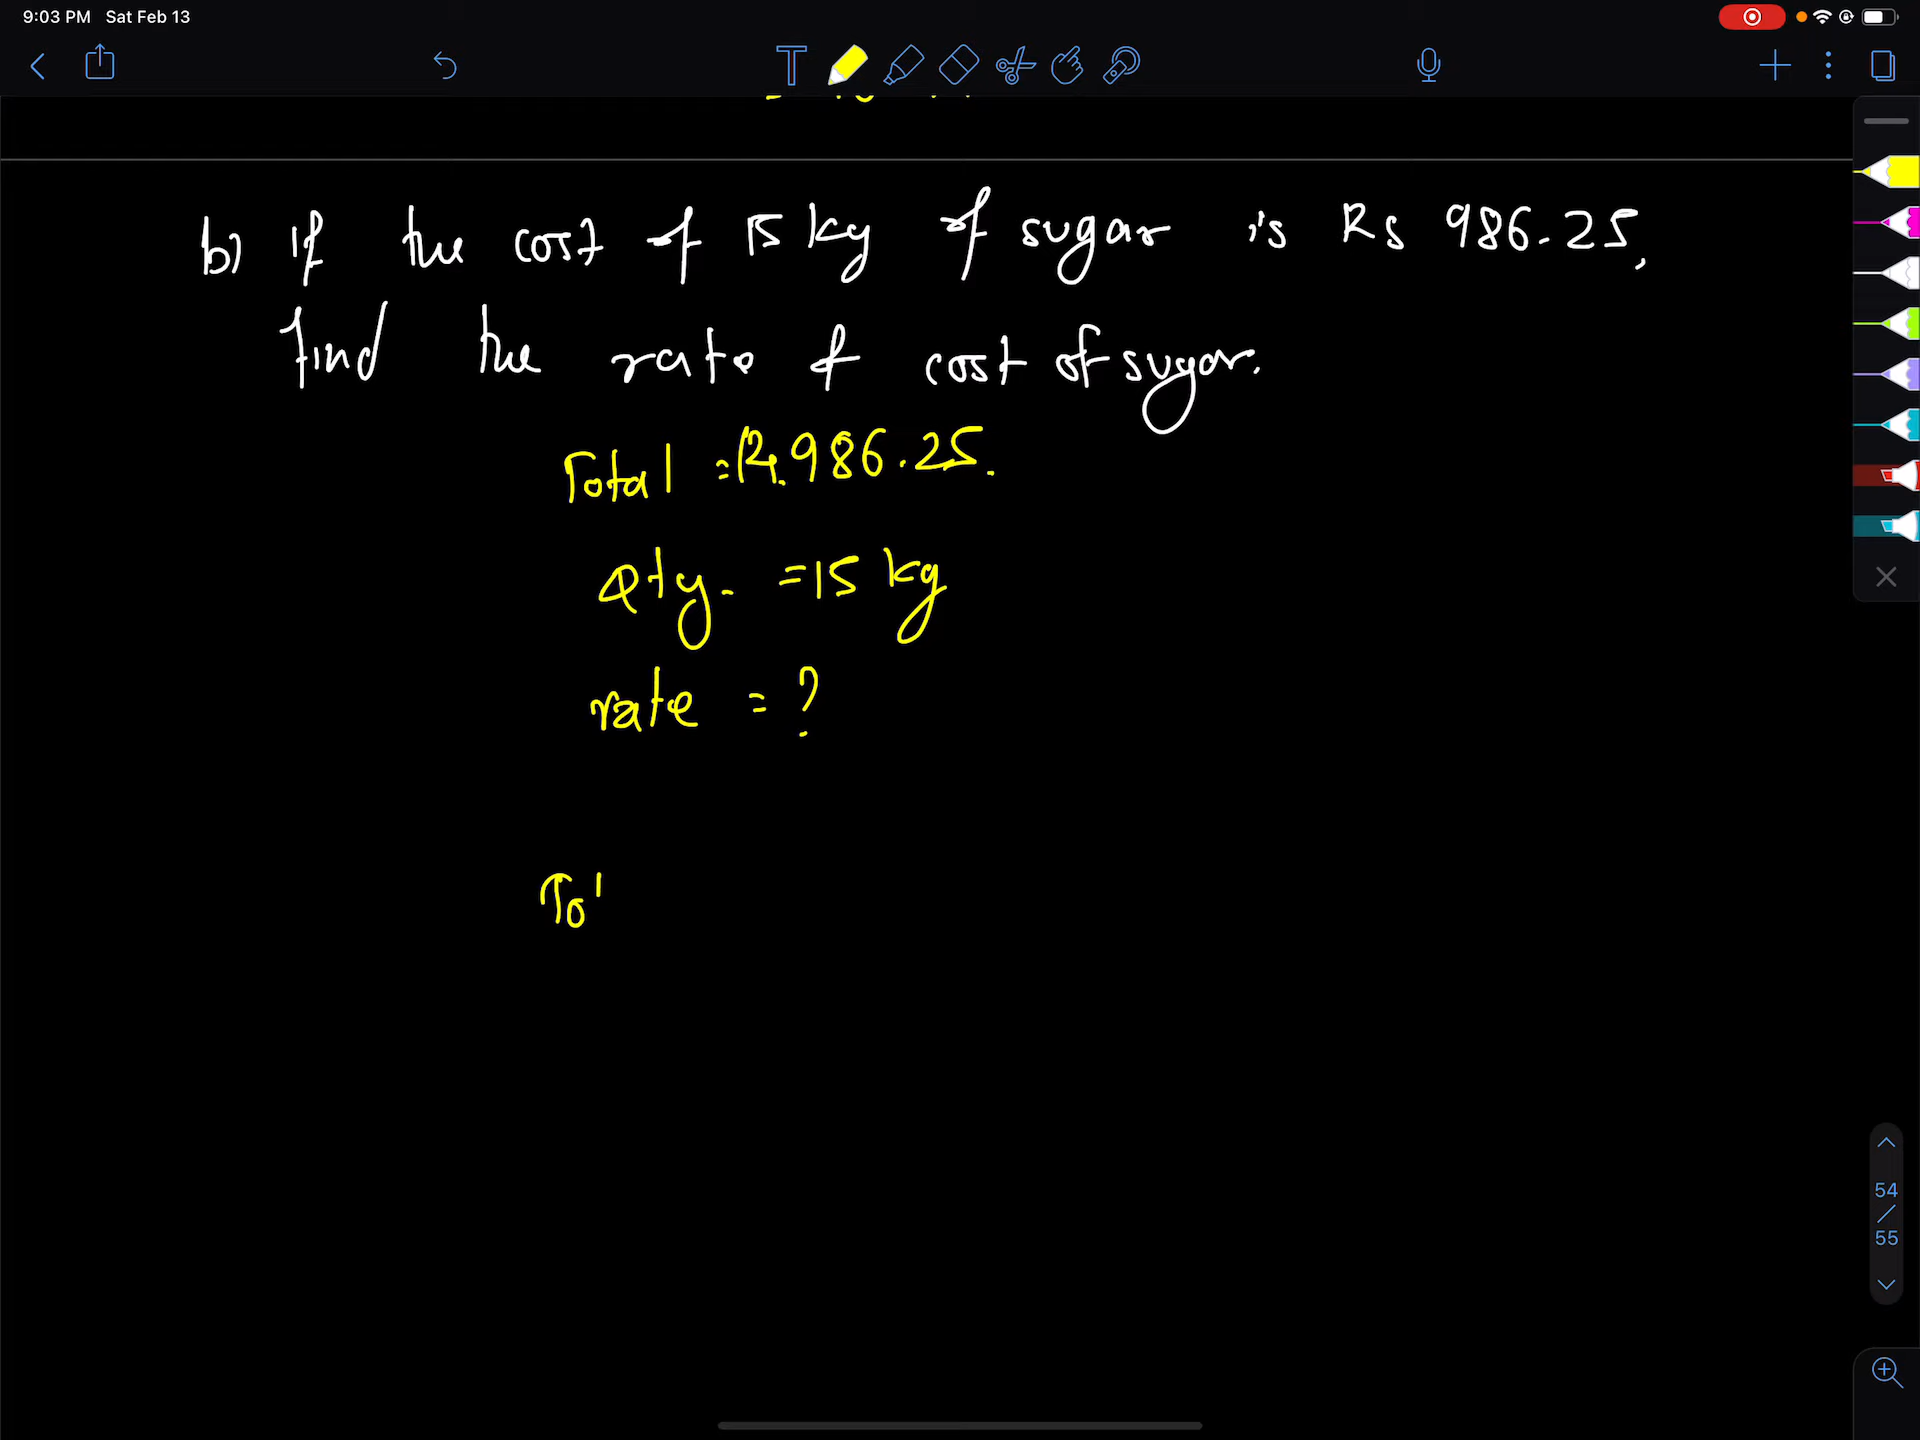 9:03 PM Sat Feb 13
b) If the cost of 15 kg of sugar is Rs 986.25,
find the rate of cost of sugar.
Total = Rs. 986.25.
Qty. = 15 kg
rate = ?
To
54
/
55